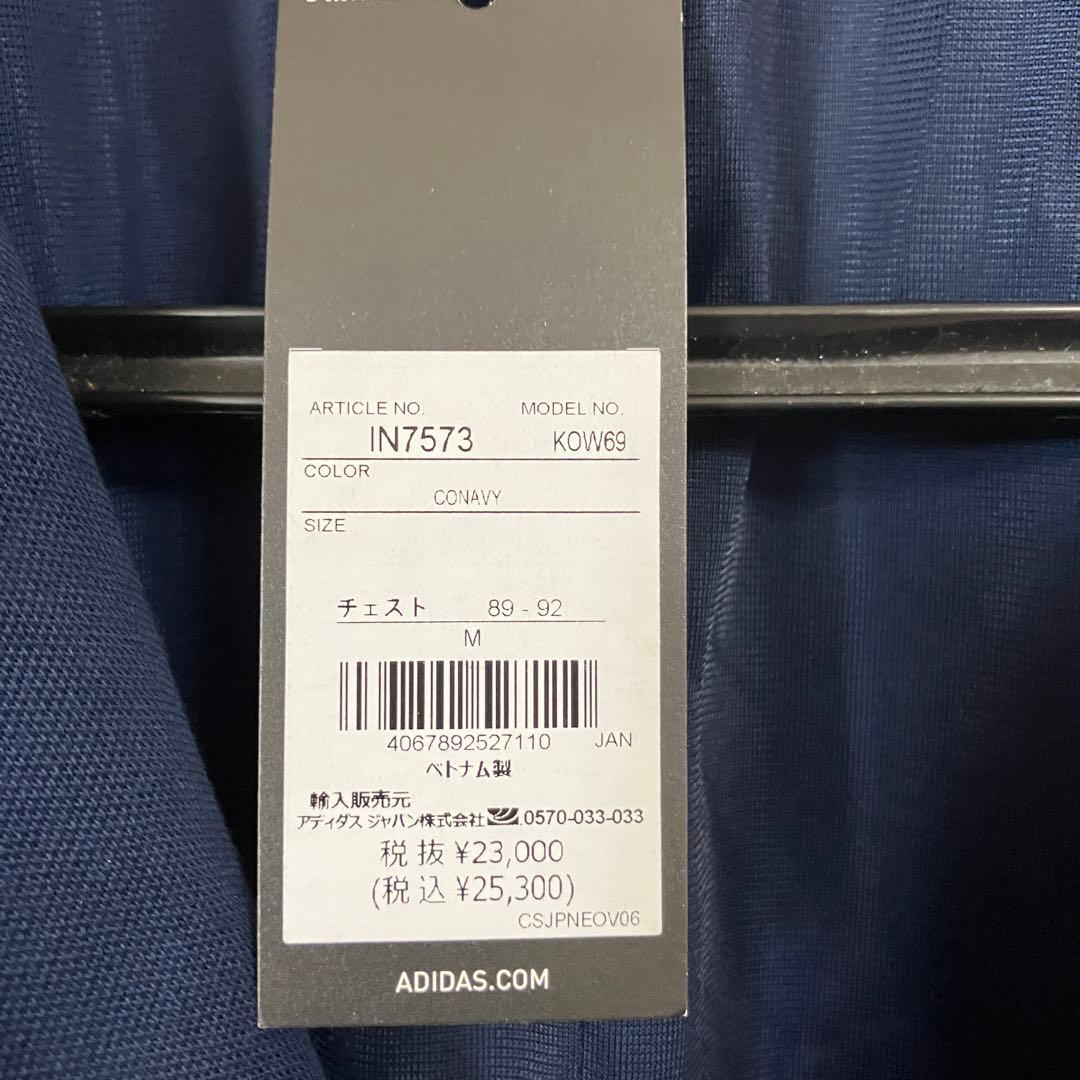 ARTICLE NO. MODEL NO.
IN7573 KOW69
COLOR
CONAVY
SIZE
チェスト 89 - 92
M
4067892527110 JAN
ベトナム製
輸入販売元
アディダス ジャパン株式会社 0570-033-033
税抜 ¥23,000
(税込 ¥25,300)
CSJPNEOV06
ADIDAS.COM